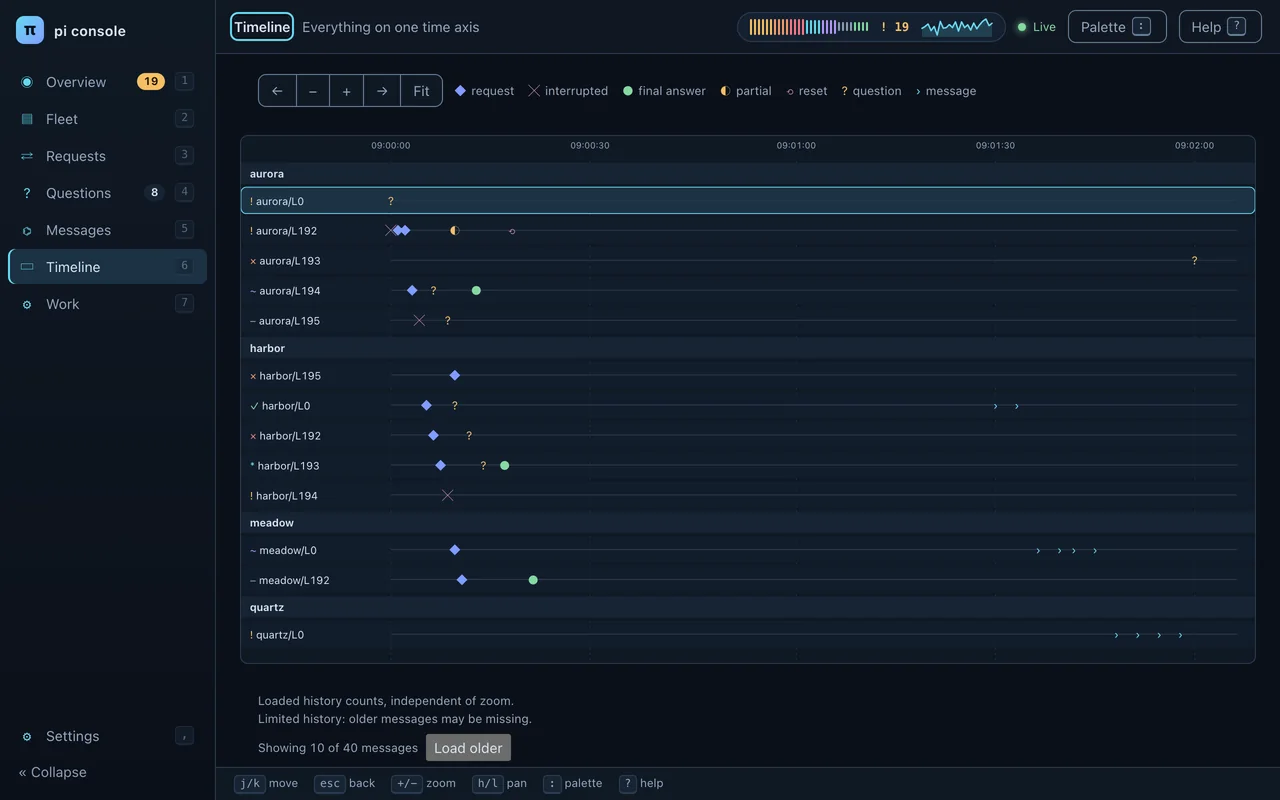 π pi console
Overview 19 1
Fleet 2
Requests 3
? Questions 8 4
Messages 5
Timeline 6
Work 7
Settings ,
« Collapse
Timeline Everything on one time axis
! 19
Live
Palette :
Help ?
← − + → Fit
request interrupted final answer partial reset ? question › message
09:00:00 09:00:30 09:01:00 09:01:30 09:02:00
aurora
! aurora/L0 ?
! aurora/L192
× aurora/L193 ?
~ aurora/L194 ?
– aurora/L195 ?
harbor
× harbor/L195
✓ harbor/L0 ? › ›
× harbor/L192 ?
* harbor/L193 ?
! harbor/L194
meadow
~ meadow/L0 › › › ›
– meadow/L192
quartz
! quartz/L0 › › › ›
Loaded history counts, independent of zoom.
Limited history: older messages may be missing.
Showing 10 of 40 messages Load older
j/k move esc back +/− zoom h/l pan : palette ? help